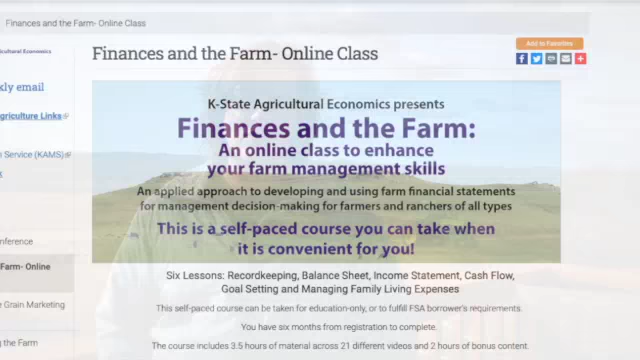 Finances and the Farm- Online Class
Finances and the Farm- Online Class
Add to Favorites
ricultural Economics
kly email
griculture Links
Service (KAMS)
K-State Agricultural Economics presents
Finances and the Farm:
An online class to enhance
your farm management skills
An applied approach to developing and using farm financial statements
for management decision-making for farmers and ranchers of all types
This is a self-paced course you can take when
it is convenient for you!
nference
Farm- Online
e Grain Marketing
g the Farm
Six Lessons: Recordkeeping, Balance Sheet, Income Statement, Cash Flow,
Goal Setting and Managing Family Living Expenses
This self-paced course can be taken for education-only, or to fulfill FSA borrower's requirements.
You have six months from registration to complete.
The course includes 3.5 hours of material across 21 different videos and 2 hours of bonus content.